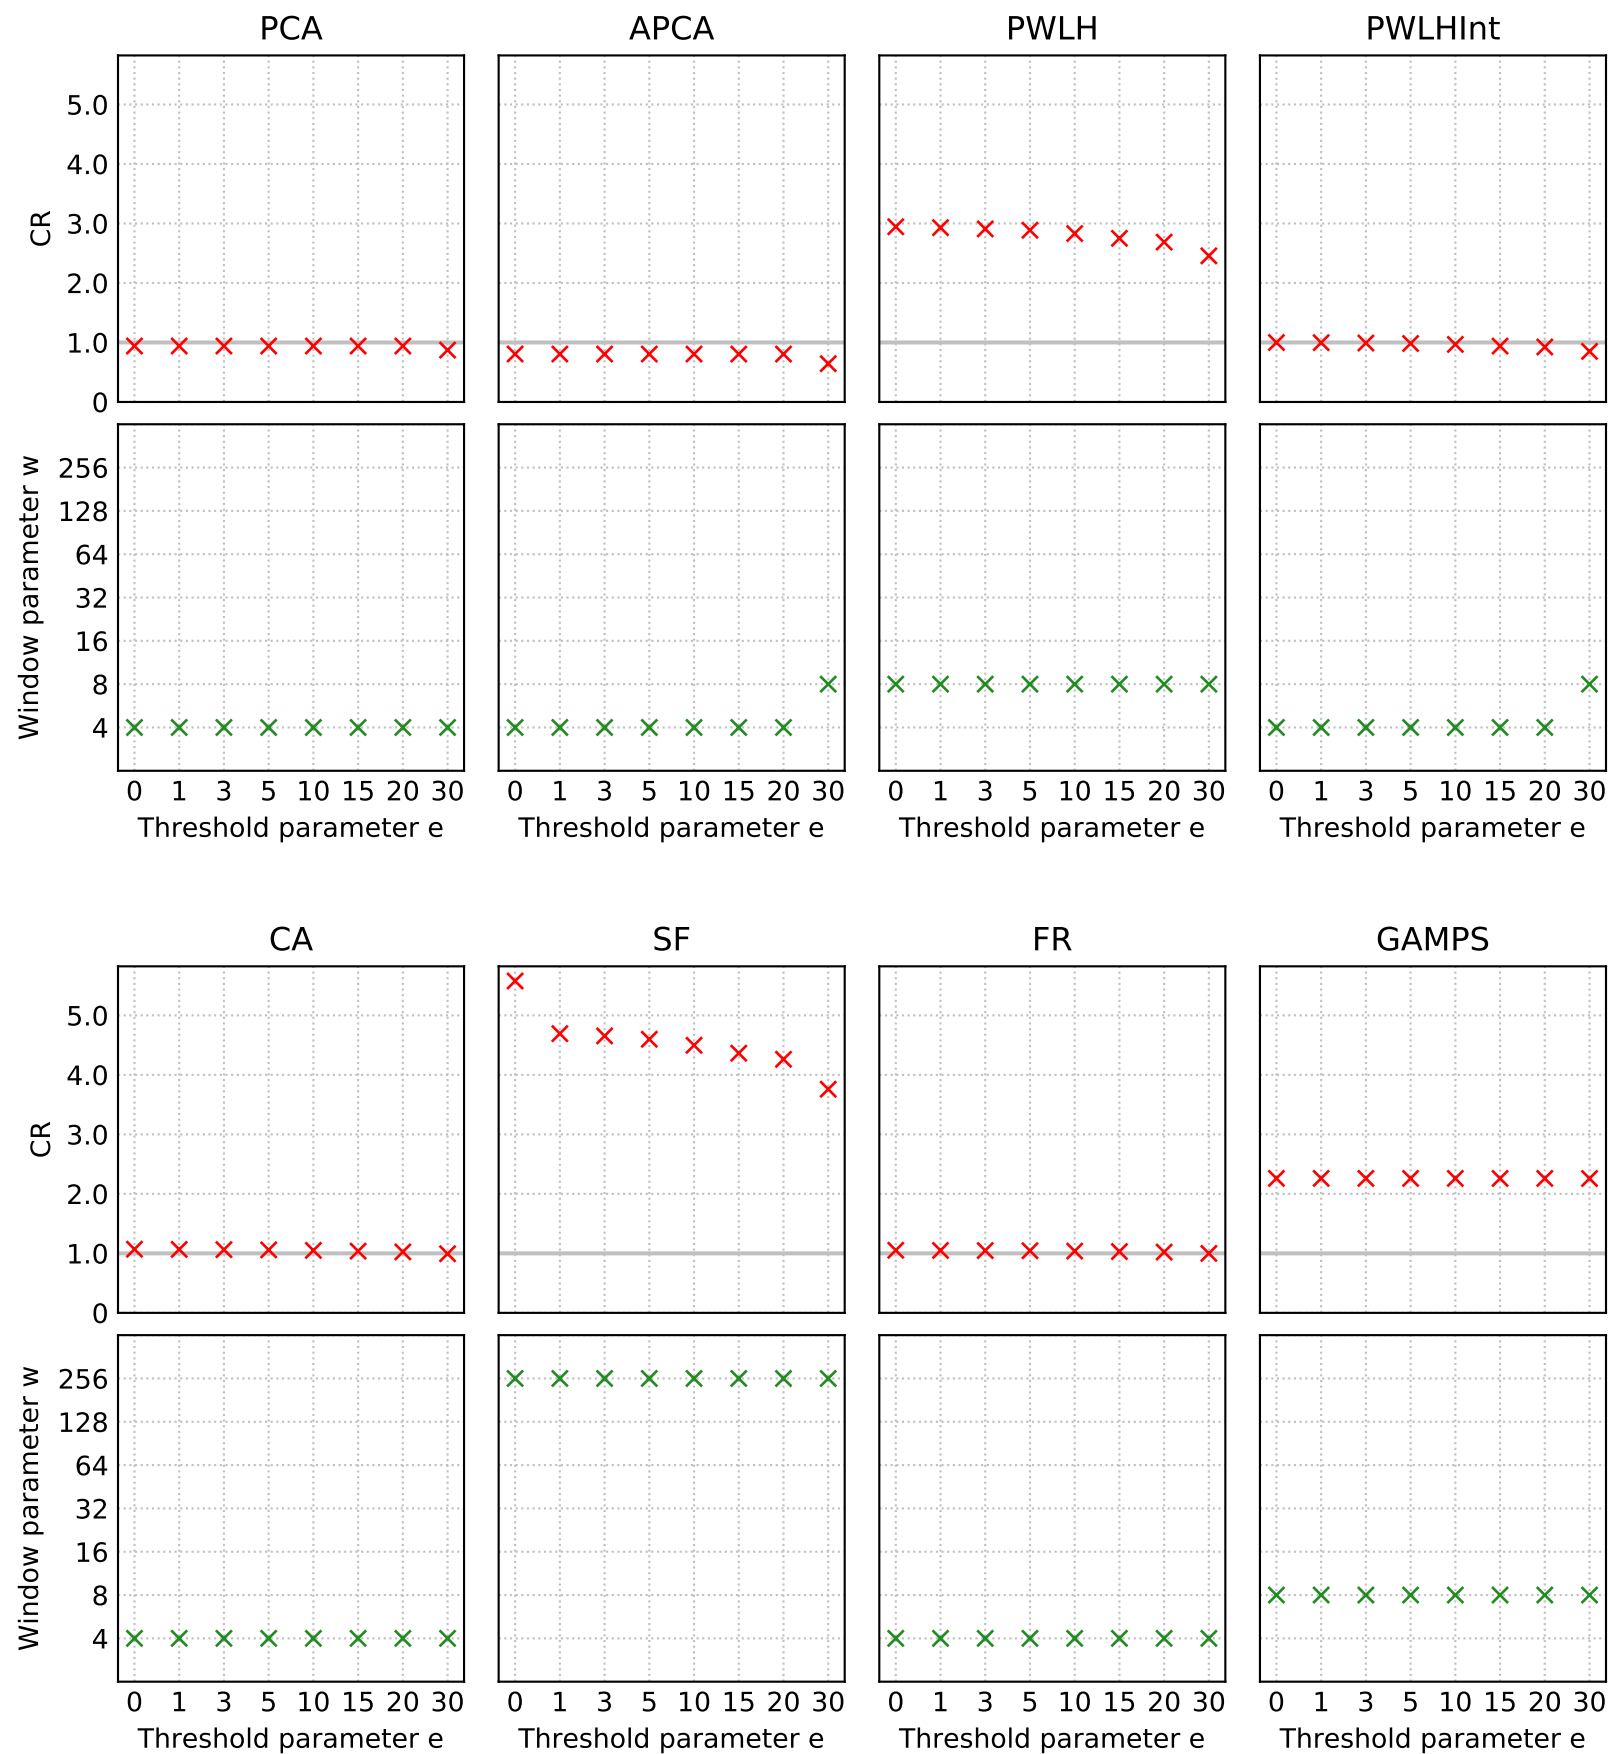 PCA APCA PWLH PWLHInt
CR
5.0
4.0
3.0
2.0
1.0
0
Window parameter w
256
128
64
32
16
8
4
0 1 3 5 10 15 20 30 0 1 3 5 10 15 20 30 0 1 3 5 10 15 20 30 0 1 3 5 10 15 20 30
Threshold parameter e Threshold parameter e Threshold parameter e Threshold parameter e
CA SF FR GAMPS
CR
5.0
4.0
3.0
2.0
1.0
0
Window parameter w
256
128
64
32
16
8
4
0 1 3 5 10 15 20 30 0 1 3 5 10 15 20 30 0 1 3 5 10 15 20 30 0 1 3 5 10 15 20 30
Threshold parameter e Threshold parameter e Threshold parameter e Threshold parameter e